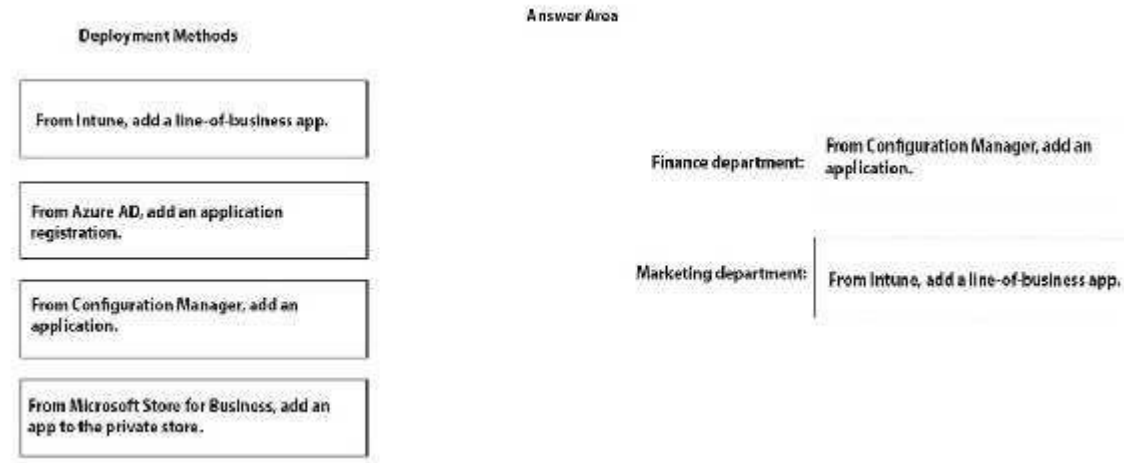 Answer Area
Deployment Methods
From Intune, add a line-of-business app.
From Azure AD, add an application
registration.
From Configuration Manager, add an
application.
From Microsoft Store for Business, add an
app to the private store.
Finance department:
From Configuration Manager, add an
application.
Marketing department:
From Intune, add a line-of-business app.